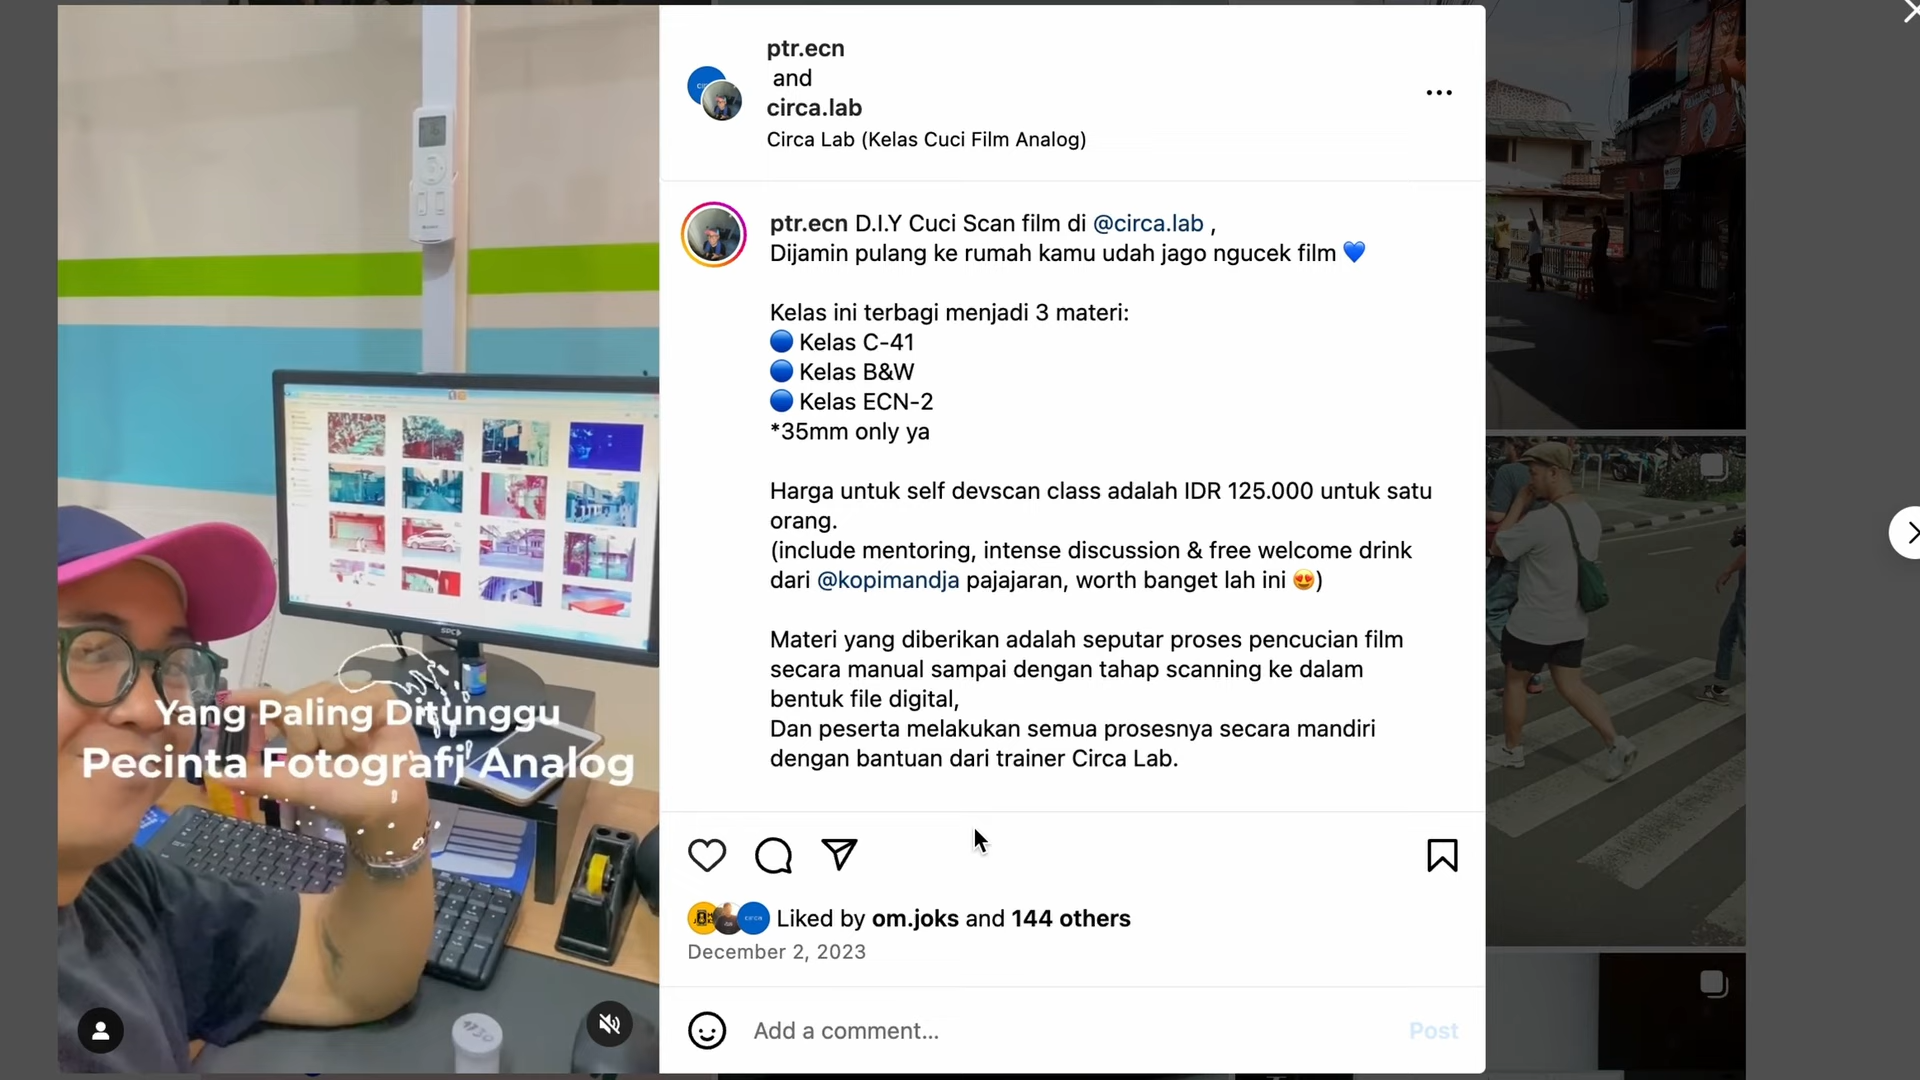 ptr.ecn
and
circa.lab
Circa Lab (Kelas Cuci Film Analog)
ptr.ecn D.I.Y Cuci Scan film di @circa.lab ,
Dijamin pulang ke rumah kamu udah jago ngucek film 💙
Kelas ini terbagi menjadi 3 materi:
🔵 Kelas C-41
🔵 Kelas B&W
🔵 Kelas ECN-2
*35mm only ya
Harga untuk self devscan class adalah IDR 125.000 untuk satu
orang.
(include mentoring, intense discussion & free welcome drink
dari @kopimandja pajajaran, worth banget lah ini 😍)
Materi yang diberikan adalah seputar proses pencucian film
secara manual sampai dengan tahap scanning ke dalam
bentuk file digital,
Dan peserta melakukan semua prosesnya secara mandiri
dengan bantuan dari trainer Circa Lab.
Liked by om.joks and 144 others
December 2, 2023
Add a comment...
Post
SPC
Yang Paling Ditunggu
Pecinta Fotografi Analog